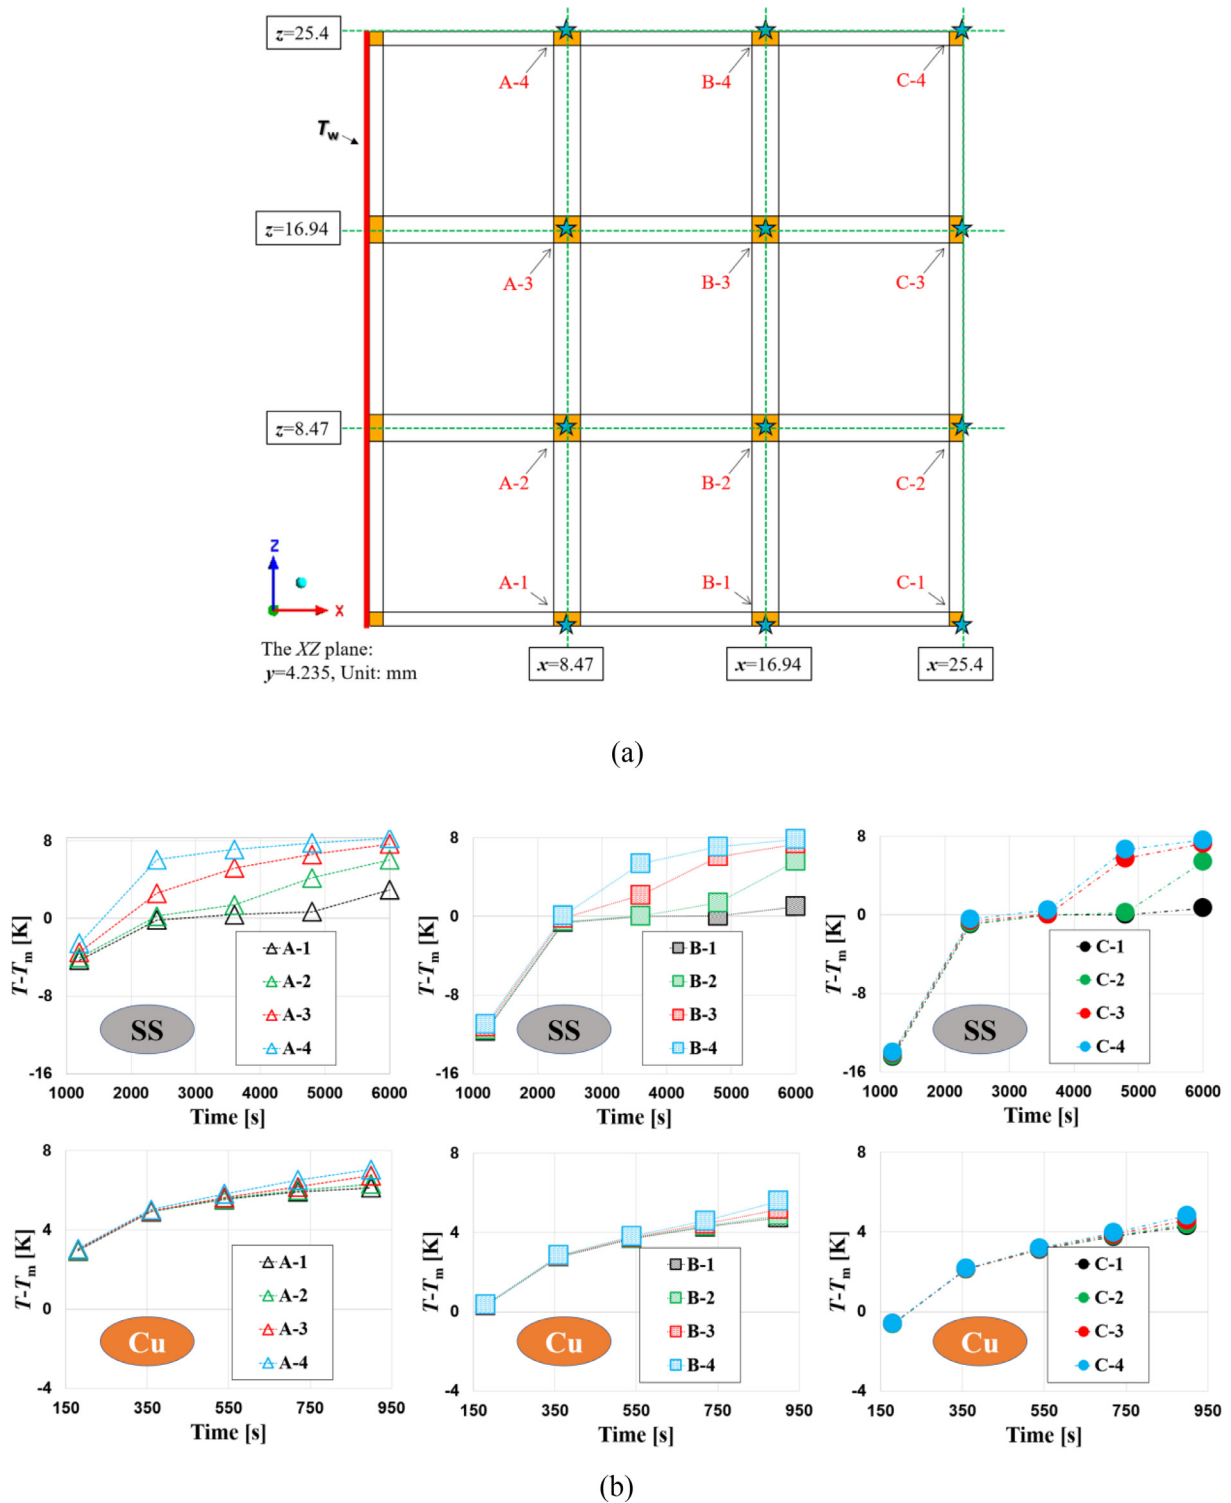 z=25.4
A-4
B-4
C-4
Tw
z=16.94
A-3
B-3
C-3
z=8.47
A-2
B-2
C-2
Z
A-1
B-1
C-1
X
The XZ plane:
y=4.235, Unit: mm
x=8.47
x=16.94
x=25.4
(a)
8
0
-8
-16
T-Tm [K]
A-1
A-2
A-3
A-4
SS
1000 2000 3000 4000 5000 6000
Time [s]
8
0
-8
-16
T-Tm [K]
B-1
B-2
B-3
B-4
SS
1000 2000 3000 4000 5000 6000
Time [s]
8
0
-8
-16
T-Tm [K]
C-1
C-2
C-3
C-4
SS
1000 2000 3000 4000 5000 6000
Time [s]
8
4
0
-4
T-Tm [K]
A-1
A-2
A-3
A-4
Cu
150 350 550 750 950
Time [s]
8
4
0
-4
T-Tm [K]
B-1
B-2
B-3
B-4
Cu
150 350 550 750 950
Time [s]
8
4
0
-4
T-Tm [K]
C-1
C-2
C-3
C-4
Cu
150 350 550 750 950
Time [s]
(b)